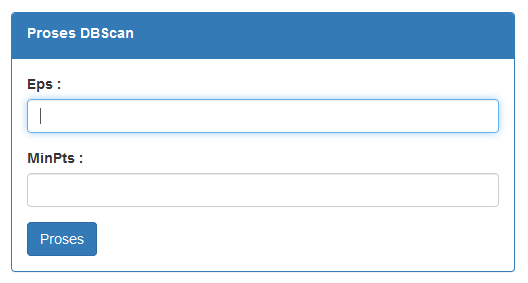 Proses DBScan
Eps :
MinPts :
Proses